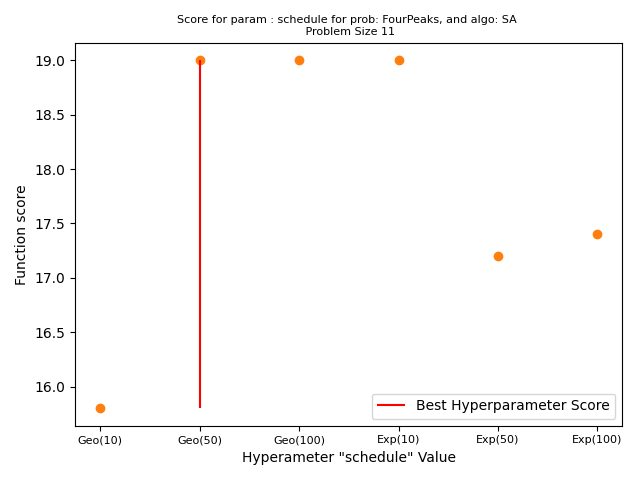 Score for param : schedule for prob: FourPeaks, and algo: SA
Problem Size 11
19.0
18.5
18.0
17.5
17.0
16.5
16.0
Function score
Best Hyperparameter Score
Geo(10) Geo(50) Geo(100) Exp(10) Exp(50) Exp(100)
Hyperameter "schedule" Value